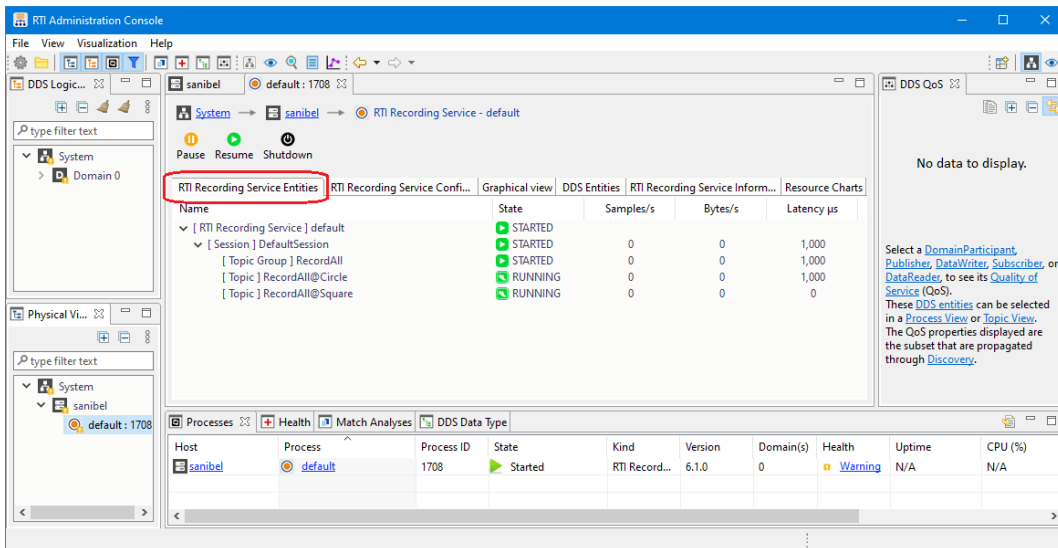 RTI Administration Console
File View Visualization Help
DDS Logic...
type filter text
System
Domain 0
Physical Vi...
type filter text
System
sanibel
default : 1708
sanibel default : 1708
System sanibel RTI Recording Service - default
Pause Resume Shutdown
RTI Recording Service Entities RTI Recording Service Confi... Graphical view DDS Entities RTI Recording Service Inform... Resource Charts
Name State Samples/s Bytes/s Latency µs
[ RTI Recording Service ] default STARTED
[ Session ] DefaultSession STARTED 0 0 1,000
[ Topic Group ] RecordAll STARTED 0 0 1,000
[ Topic ] RecordAll@Circle RUNNING 0 0 1,000
[ Topic ] RecordAll@Square RUNNING 0 0 0
DDS QoS
No data to display.
Select a DomainParticipant,
Publisher, DataWriter, Subscriber, or
DataReader, to see its Quality of
Service (QoS).
These DDS entities can be selected
in a Process View or Topic View.
The QoS properties displayed are
the subset that are propagated
through Discovery.
Processes Health Match Analyses DDS Data Type
Host Process Process ID State Kind Version Domain(s) Health Uptime CPU (%)
sanibel default 1708 Started RTI Record... 6.1.0 0 Warning N/A N/A